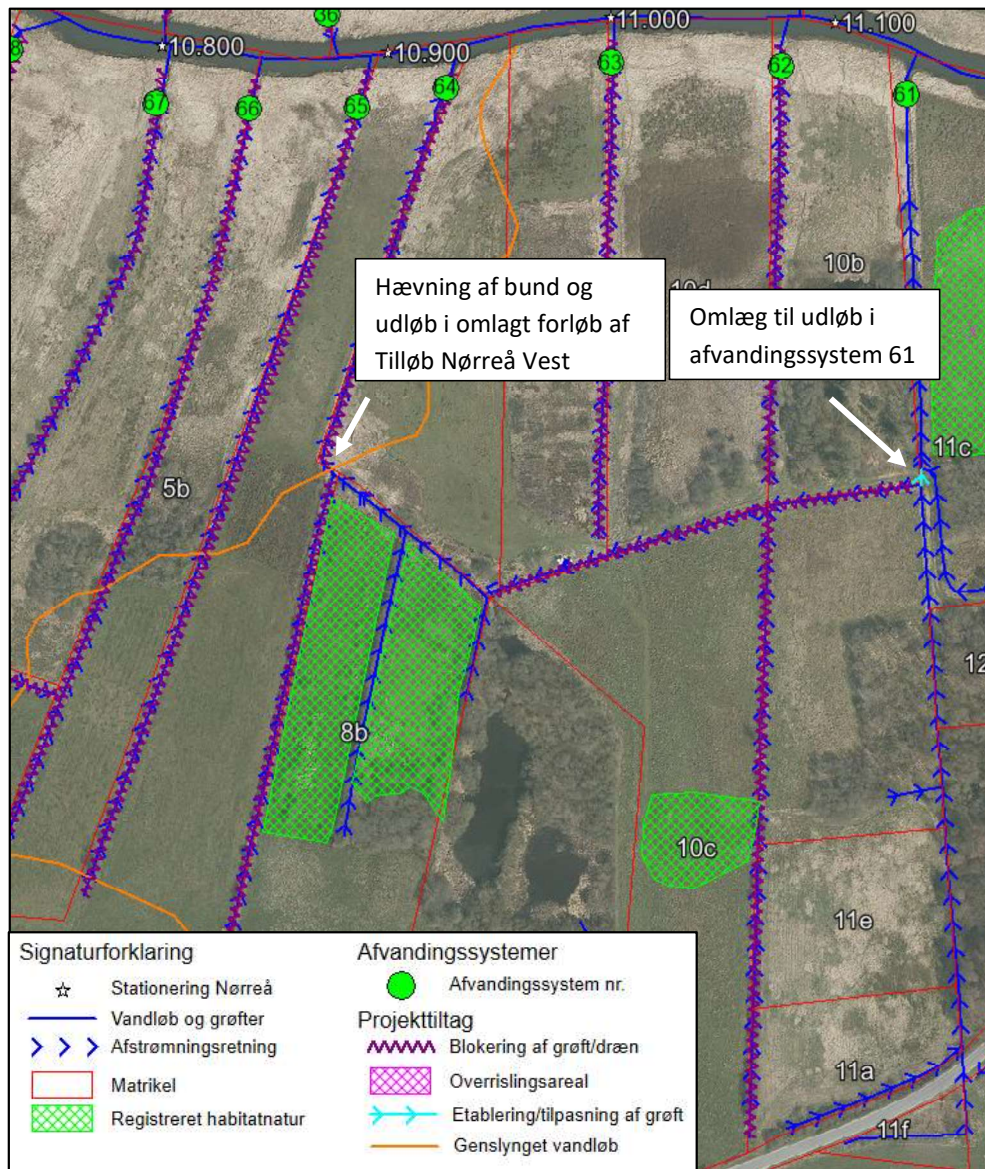 36
11.000
11.100
10.800
10.900
8
63
62
64
61
67
66
65
10b
10d
Hævning af bund og
udløb i omlagt forløb af
Tilløb Nørreå Vest
Omlæg til udløb i
afvandingssystem 61
11c
5b
12
8b
10c
11e
11a
11f
Signaturforklaring
Stationering Nørreå
Vandløb og grøfter
Afstrømningsretning
Matrikel
Registreret habitatnatur
Afvandingssystemer
Afvandingssystem nr.
Projekttiltag
Blokering af grøft/dræn
Overrislingsareal
Etablering/tilpasning af grøft
Genslynget vandløb